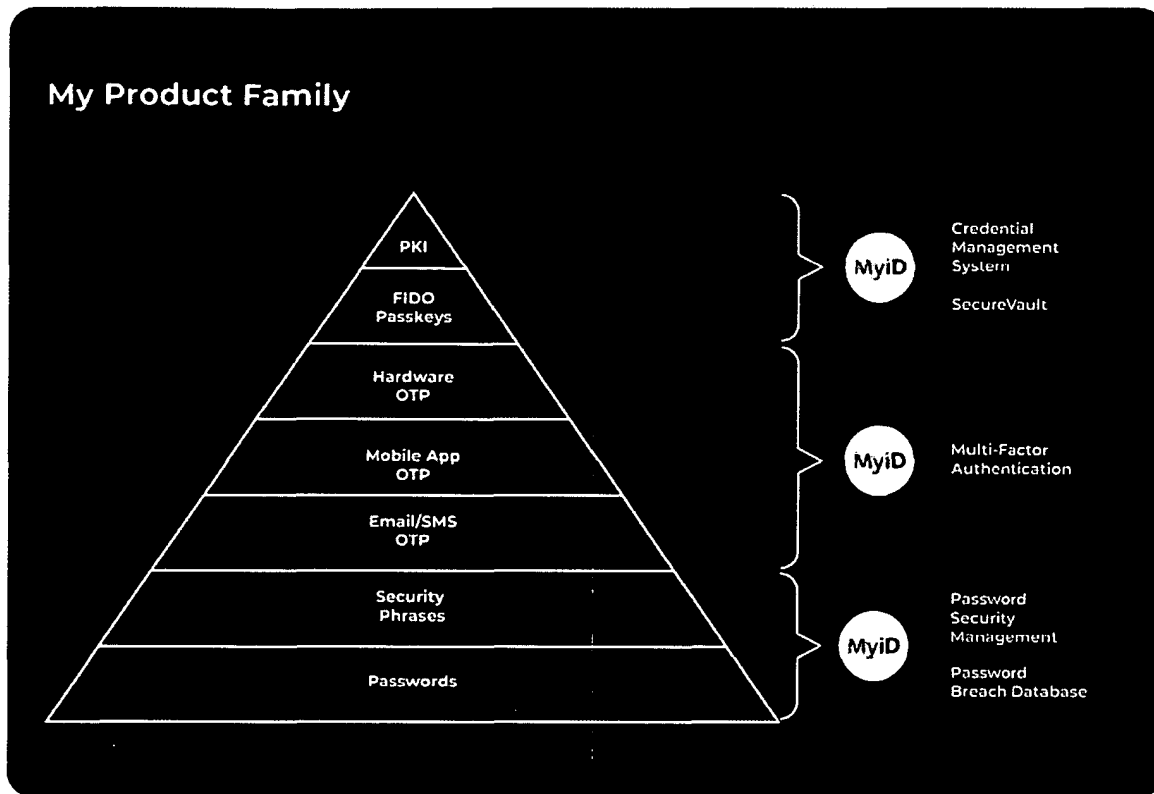 My Product Family
PKI
FIDO
Passkeys
Hardware
OTP
Mobile App
OTP
Email/SMS
OTP
Security
Phrases
Passwords
MyiD
Credential
Management
System
SecureVault
MyiD
Multi-Factor
Authentication
MyiD
Password
Security
Management
Password
Breach Database